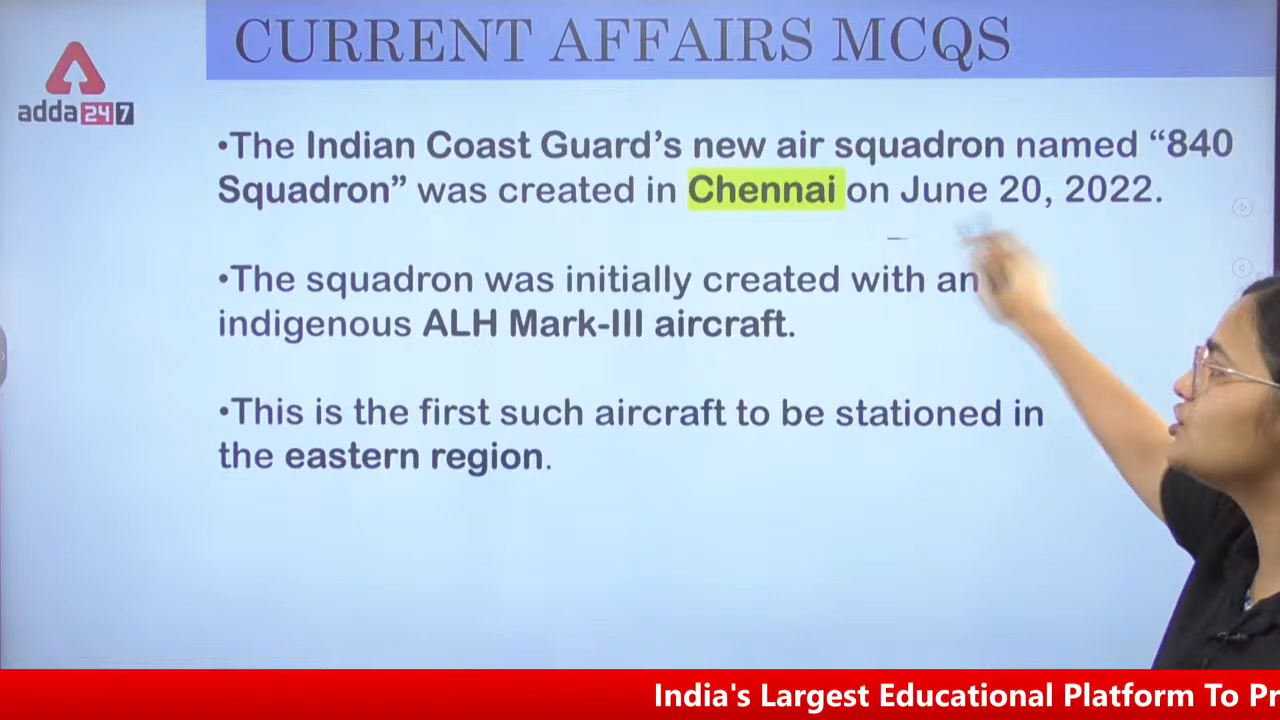 CURRENT AFFAIRS MCQS
adda247
•The Indian Coast Guard’s new air squadron named “840
Squadron” was created in Chennai on June 20, 2022.
•The squadron was initially created with an
indigenous ALH Mark-III aircraft.
•This is the first such aircraft to be stationed in
the eastern region.
India's Largest Educational Platform To Pr